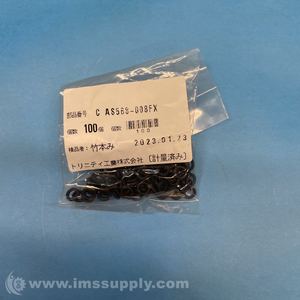 部品番号 C AS568-008FX
個数 100個 個数
100
検品者: 竹本み 2023.01.23
トリニティ工業株式会社 (計量済み)
© www.imssupply.com